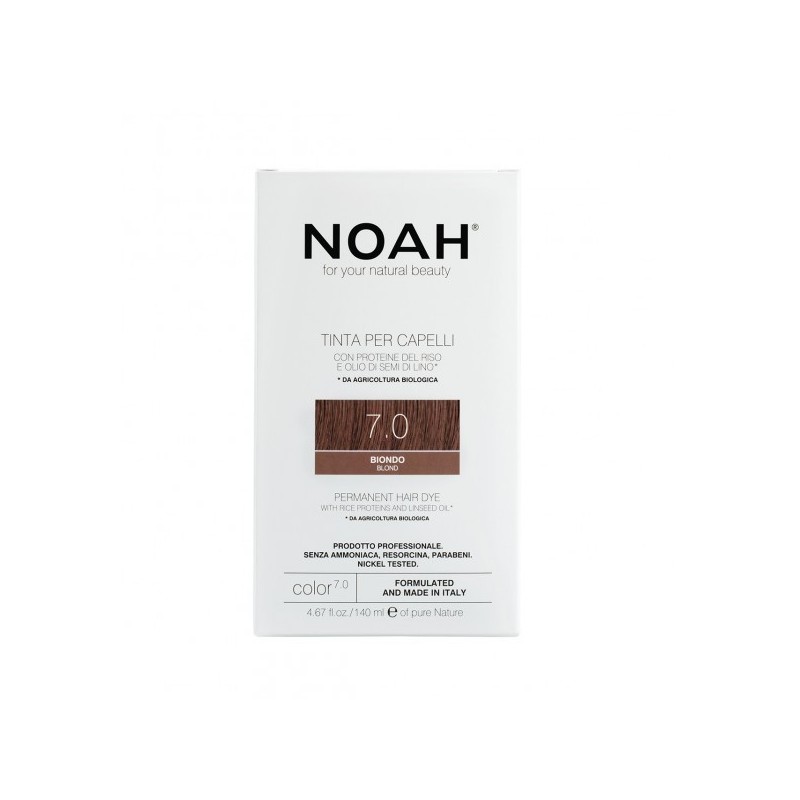 NOAH®
for your natural beauty
TINTA PER CAPELLI
CON PROTEINE DEL RISO
E OLIO DI SEMI DI LINO*
* DA AGRICOLTURA BIOLOGICA
7.0
BIONDO
BLOND
PERMANENT HAIR DYE
WITH RICE PROTEINS AND LINSEED OIL*
* DA AGRICOLTURA BIOLOGICA
PRODOTTO PROFESSIONALE.
SENZA AMMONIACA, RESORCINA, PARABENI.
NICKEL TESTED.
color 7.0
FORMULATED
AND MADE IN ITALY
4.67 fl.oz./140 ml ℮ of pure Nature